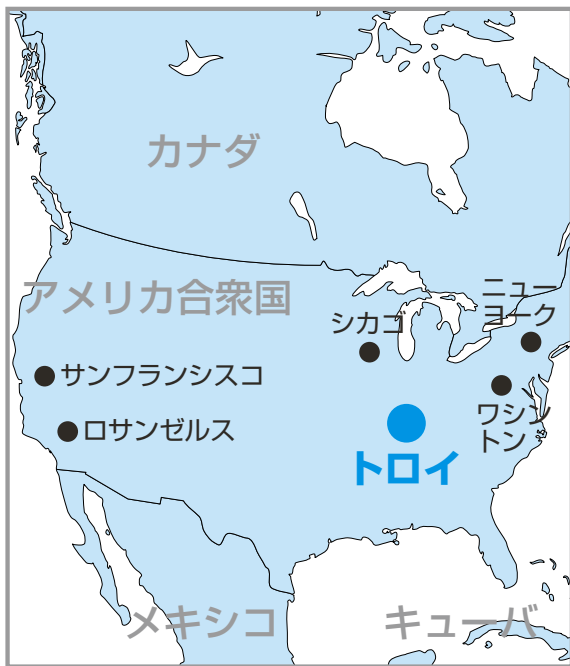 カナダ
アメリカ合衆国
ニュー
ヨーク
シカゴ
サンフランシスコ
ワシン
トン
ロサンゼルス
トロイ
メキシコ
キューバ